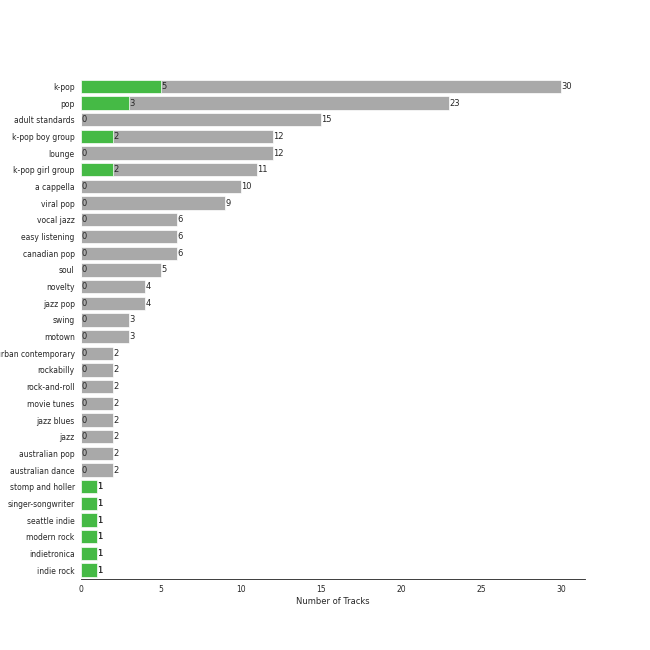 k-pop 5 30
pop 3 23
adult standards 0 15
k-pop boy group 2 12
lounge 0 12
k-pop girl group 2 11
a cappella 0 10
viral pop 0 9
vocal jazz 0 6
easy listening 0 6
canadian pop 0 6
soul 0 5
novelty 0 4
jazz pop 0 4
swing 0 3
motown 0 3
rban contemporary 0 2
rockabilly 0 2
rock-and-roll 0 2
movie tunes 0 2
jazz blues 0 2
jazz 0 2
australian pop 0 2
australian dance 0 2
stomp and holler 1
singer-songwriter 1
seattle indie 1
modern rock 1
indietronica 1
indie rock 1
0 5 10 15 20 25 30
Number of Tracks